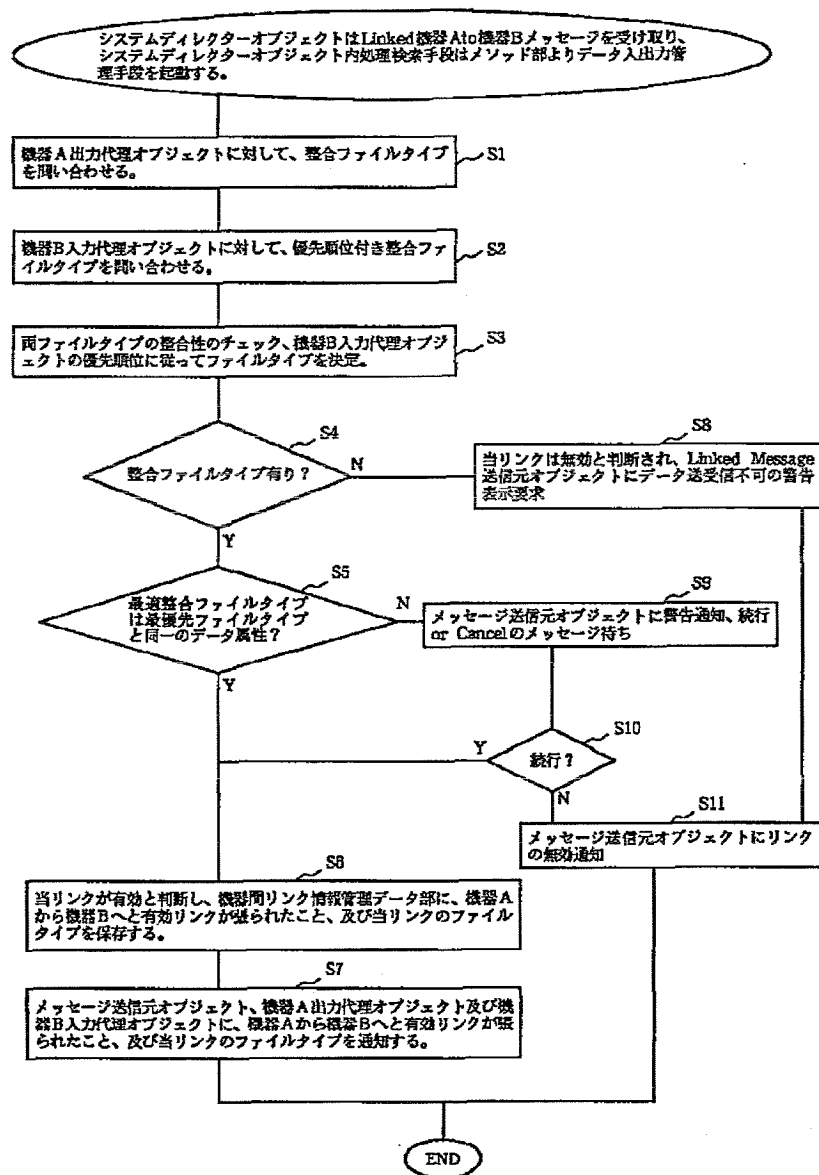 システムディレクターオブジェクトはLinked機器Ato機器Bメッセージを受け取り、
システムディレクターオブジェクト内処理検索手段はメソッド部よりデータ入出力管
理手段を起動する。
機器A出力代理オブジェクトに対して、整合ファイルタイプ
を問い合わせる。
S1
機器B入力代理オブジェクトに対して、優先順位付き整合ファ
イルタイプを問い合わせる。
S2
両ファイルタイプの整合性のチェック、機器B入力代理オブジ
ェクトの優先順位に従ってファイルタイプを決定。
S3
S4
整合ファイルタイプ有り？
N
Y
S8
当リンクは無効と判断され、Linked Message
送信元オブジェクトにデータ送受信不可の警告
表示要求
S5
最適整合ファイルタイプ
は最優先ファイルタイプ
と同一のデータ属性？
N
Y
S9
メッセージ送信元オブジェクトに警告通知、続行
or Cancelのメッセージ待ち
S10
続行？
Y
N
S11
メッセージ送信元オブジェクトにリンク
の無効通知
S6
当リンクが有効と判断し、機器間リンク情報管理データ部に、機器A
から機器Bへと有効リンクが張られたこと、及び当リンクのファイル
タイプを保存する。
S7
メッセージ送信元オブジェクト、機器A出力代理オブジェクト及び機
器B入力代理オブジェクトに、機器Aから機器Bへと有効リンクが張
られたこと、及び当リンクのファイルタイプを通知する。
END